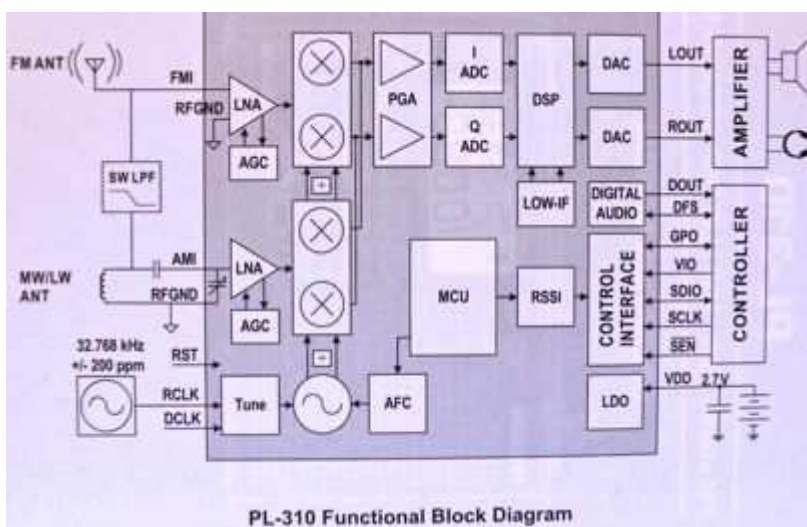 FM ANT
FMI
RFGND
LNA
AGC
PGA
I
ADC
Q
ADC
DSP
DAC
DAC
LOUT
ROUT
AMPLIFIER
SW LPF
LOW-IF
DIGITAL
AUDIO
DOUT
DFS
MW/LW
ANT
AMI
RFGND
LNA
AGC
MCU
RSSI
CONTROL
INTERFACE
GPO
VIO
SDIO
SCLK
SEN
CONTROLLER
32.768 kHz
+/- 200 ppm
RST
RCLK
DCLK
Tune
AFC
LDO
VDD
2.7 V
PL-310 Functional Block Diagram